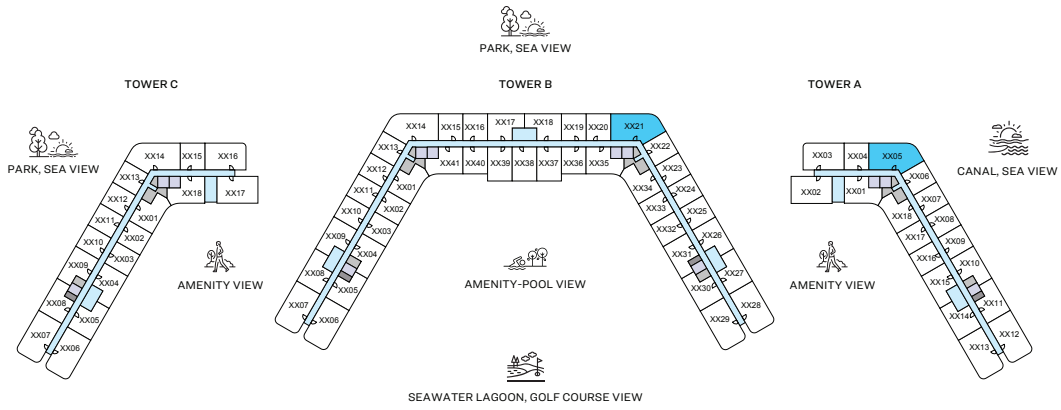 PARK, SEA VIEW
TOWER C
TOWER B
TOWER A
PARK, SEA VIEW
CANAL, SEA VIEW
XX14
XX15
XX16
XX13
XX12
XX11
XX10
XX09
XX08
XX07
XX06
XX05
XX04
XX03
XX02
XX01
XX18
XX17
AMENITY VIEW
XX14
XX15
XX16
XX17
XX18
XX19
XX20
XX21
XX13
XX12
XX11
XX10
XX09
XX08
XX07
XX06
XX05
XX04
XX03
XX02
XX01
XX41
XX40
XX39
XX38
XX37
XX36
XX35
XX22
XX23
XX24
XX25
XX26
XX27
XX28
XX29
XX30
XX31
XX32
XX33
XX34
AMENITY-POOL VIEW
XX03
XX04
XX05
XX02
XX01
XX06
XX07
XX08
XX09
XX10
XX11
XX12
XX13
XX14
XX15
XX16
XX17
XX18
AMENITY VIEW
SEAWATER LAGOON, GOLF COURSE VIEW